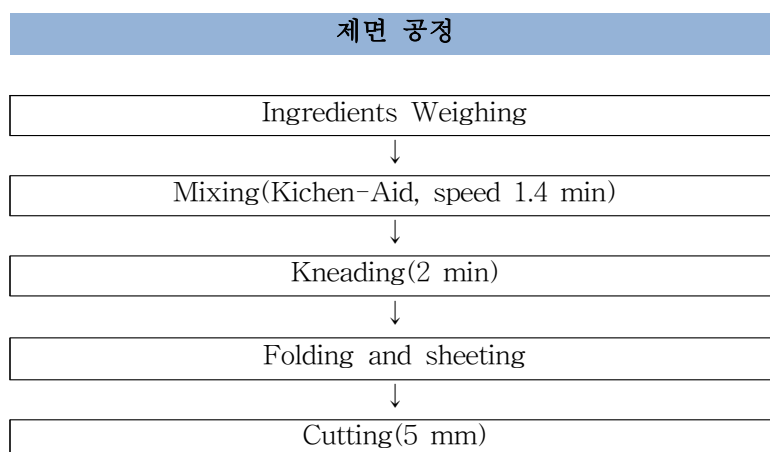 제면 공정
Ingredients Weighing
↓
Mixing(Kichen-Aid, speed 1.4 min)
↓
Kneading(2 min)
↓
Folding and sheeting
↓
Cutting(5 mm)